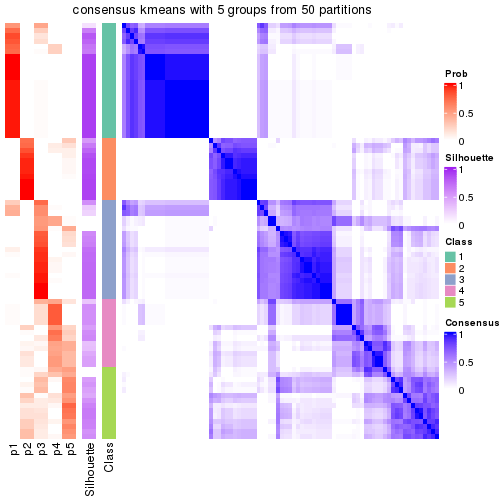 consensus kmeans with 5 groups from 50 partitions
Prob
1
0.5
0
Silhouette
1
0.5
0
Class
1
2
3
4
5
Consensus
1
0.5
0
p1
p2
p3
p4
p5
Silhouette
Class